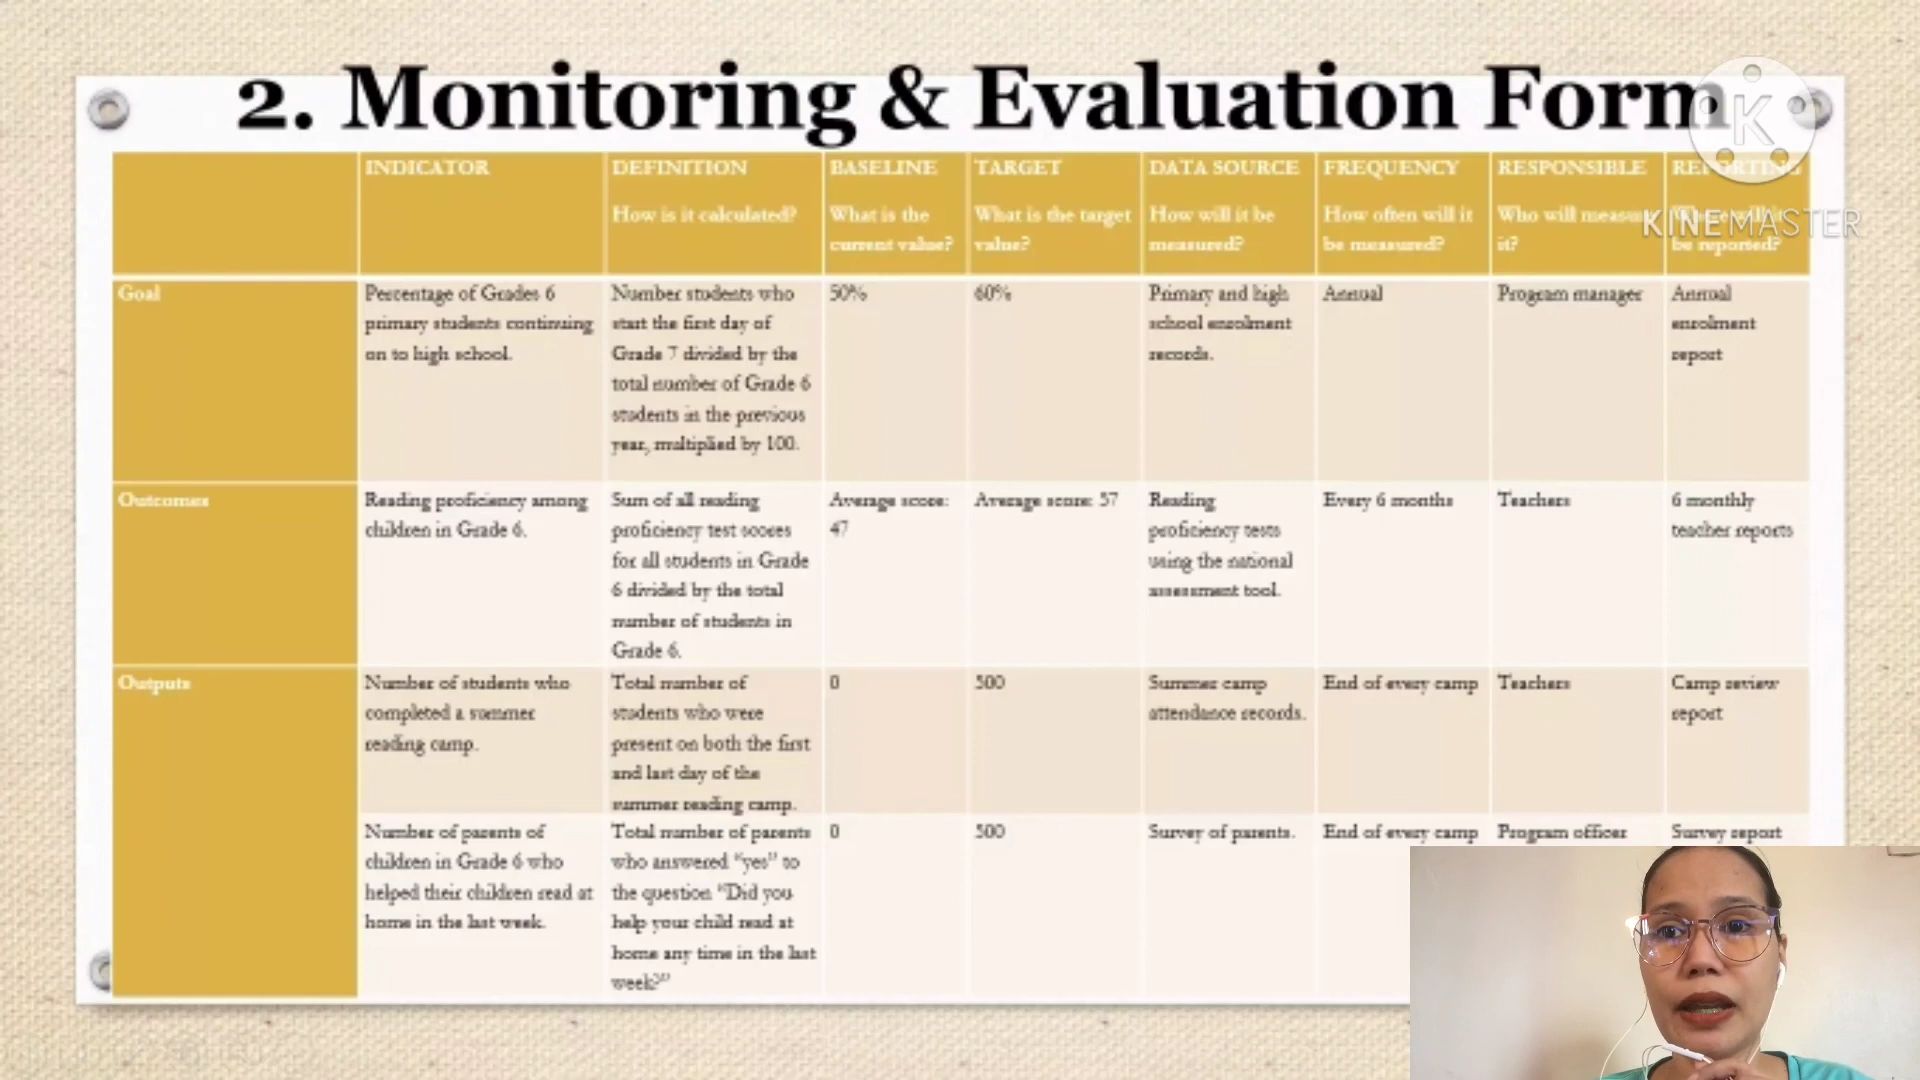 2. Monitoring & Evaluation Form
K
KINEMASTER
INDICATOR
DEFINITION
How is it calculated?
BASELINE
What is the
current value?
TARGET
What is the target
value?
DATA SOURCE
How will it be
measured?
FREQUENCY
How often will it
be measured?
RESPONSIBLE
Who will measure
it?
REPORTING
be reported?
Goal
Percentage of Grades 6
primary students continuing
on to high school.
Number students who
start the first day of
Grade 7 divided by the
total number of Grade 6
students in the previous
year, multiplied by 100.
50%
60%
Primary and high
school enrolment
records.
Annual
Program manager
Annual
enrolment
report
Outcomes
Reading proficiency among
children in Grade 6.
Sum of all reading
proficiency test scores
for all students in Grade
6 divided by the total
number of students in
Grade 6.
Average score:
47
Average score: 57
Reading
proficiency tests
using the national
assessment tool.
Every 6 months
Teachers
6 monthly
teacher reports
Outputs
Number of students who
completed a summer
reading camp.
Total number of
students who were
present on both the first
and last day of the
summer reading camp.
0
500
Summer camp
attendance records.
End of every camp
Teachers
Camp review
report
Number of parents of
children in Grade 6 who
helped their children read at
home in the last week.
Total number of parents
who answered "yes" to
the question "Did you
help your child read at
home any time in the last
week?"
0
500
Survey of parents.
End of every camp
Program officer
Survey report